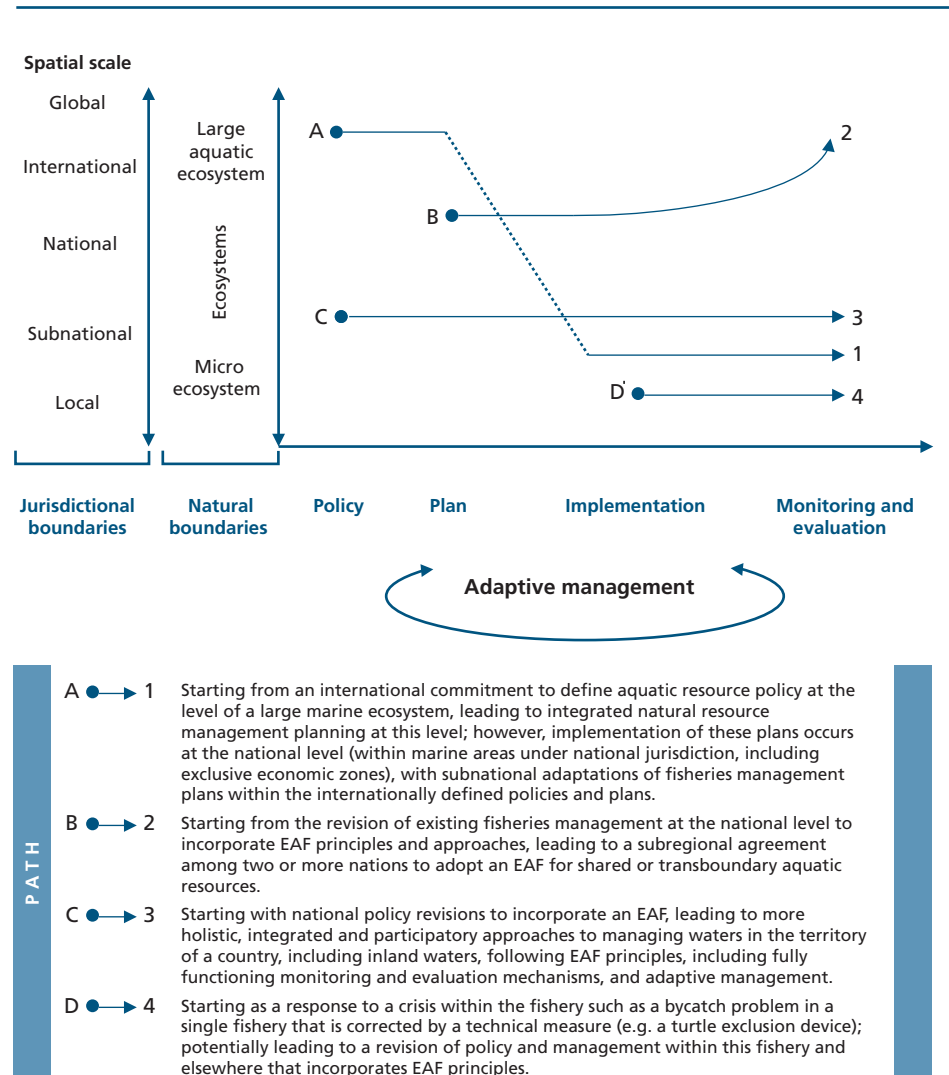 Spatial scale
Global
International
National
Subnational
Local
Large
aquatic
ecosystem
Ecosystems
Micro
ecosystem
A
2
B
C
3
1
D
4
Jurisdictional
boundaries
Natural
boundaries
Policy
Plan
Implementation
Monitoring and
evaluation
Adaptive management
PATH
A 1 Starting from an international commitment to define aquatic resource policy at the
level of a large marine ecosystem, leading to integrated natural resource
management planning at this level; however, implementation of these plans occurs
at the national level (within marine areas under national jurisdiction, including
exclusive economic zones), with subnational adaptations of fisheries management
plans within the internationally defined policies and plans.
B 2 Starting from the revision of existing fisheries management at the national level to
incorporate EAF principles and approaches, leading to a subregional agreement
among two or more nations to adopt an EAF for shared or transboundary aquatic
resources.
C 3 Starting with national policy revisions to incorporate an EAF, leading to more
holistic, integrated and participatory approaches to managing waters in the territory
of a country, including inland waters, following EAF principles, including fully
functioning monitoring and evaluation mechanisms, and adaptive management.
D 4 Starting as a response to a crisis within the fishery such as a bycatch problem in a
single fishery that is corrected by a technical measure (e.g. a turtle exclusion device);
potentially leading to a revision of policy and management within this fishery and
elsewhere that incorporates EAF principles.